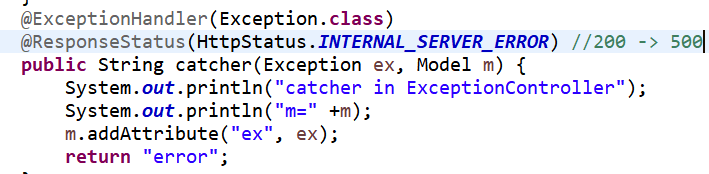 @ExceptionHandler(Exception.class)
@ResponseStatus(HttpStatus.INTERNAL_SERVER_ERROR) //200 -> 500
public String catcher(Exception ex, Model m) {
System.out.println("catcher in ExceptionController");
System.out.println("m=" +m);
m.addAttribute("ex", ex);
return "error";